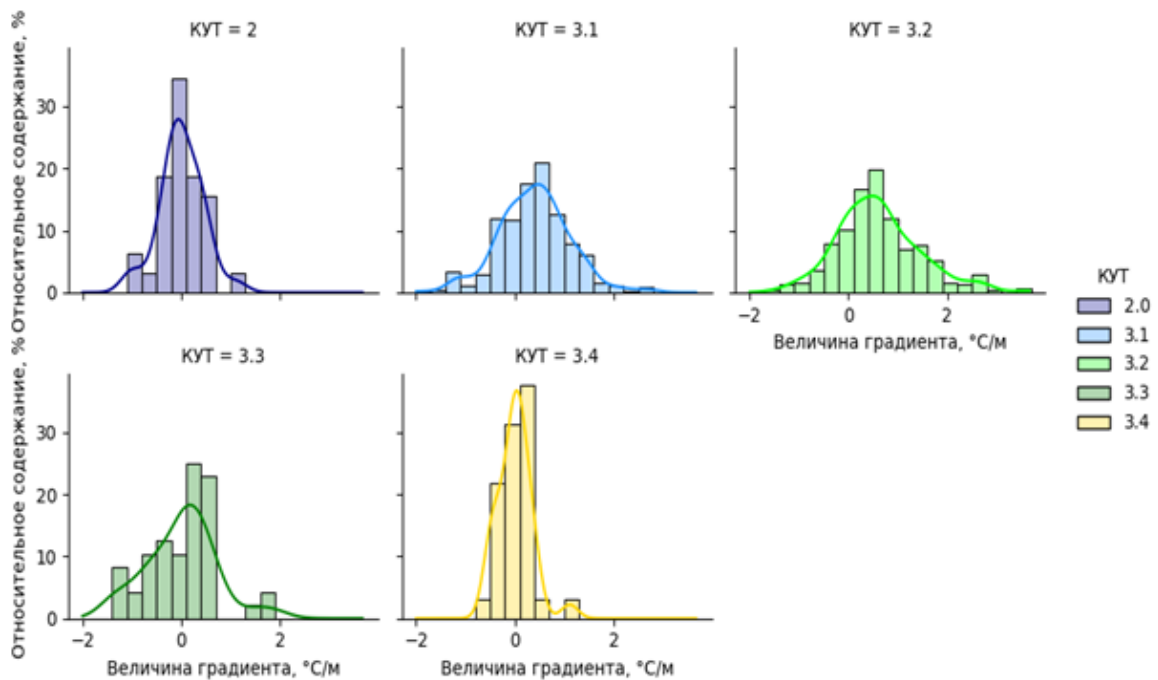 КУТ = 2
КУТ = 3.1
КУТ = 3.2
Относительное содержание, %
30
20
10
0
−2
0
2
Величина градиента, °C/м
КУТ
2.0
3.1
3.2
3.3
3.4
КУТ = 3.3
КУТ = 3.4
Относительное содержание, %
30
20
10
0
−2
0
2
−2
0
2
Величина градиента, °C/м
Величина градиента, °C/м